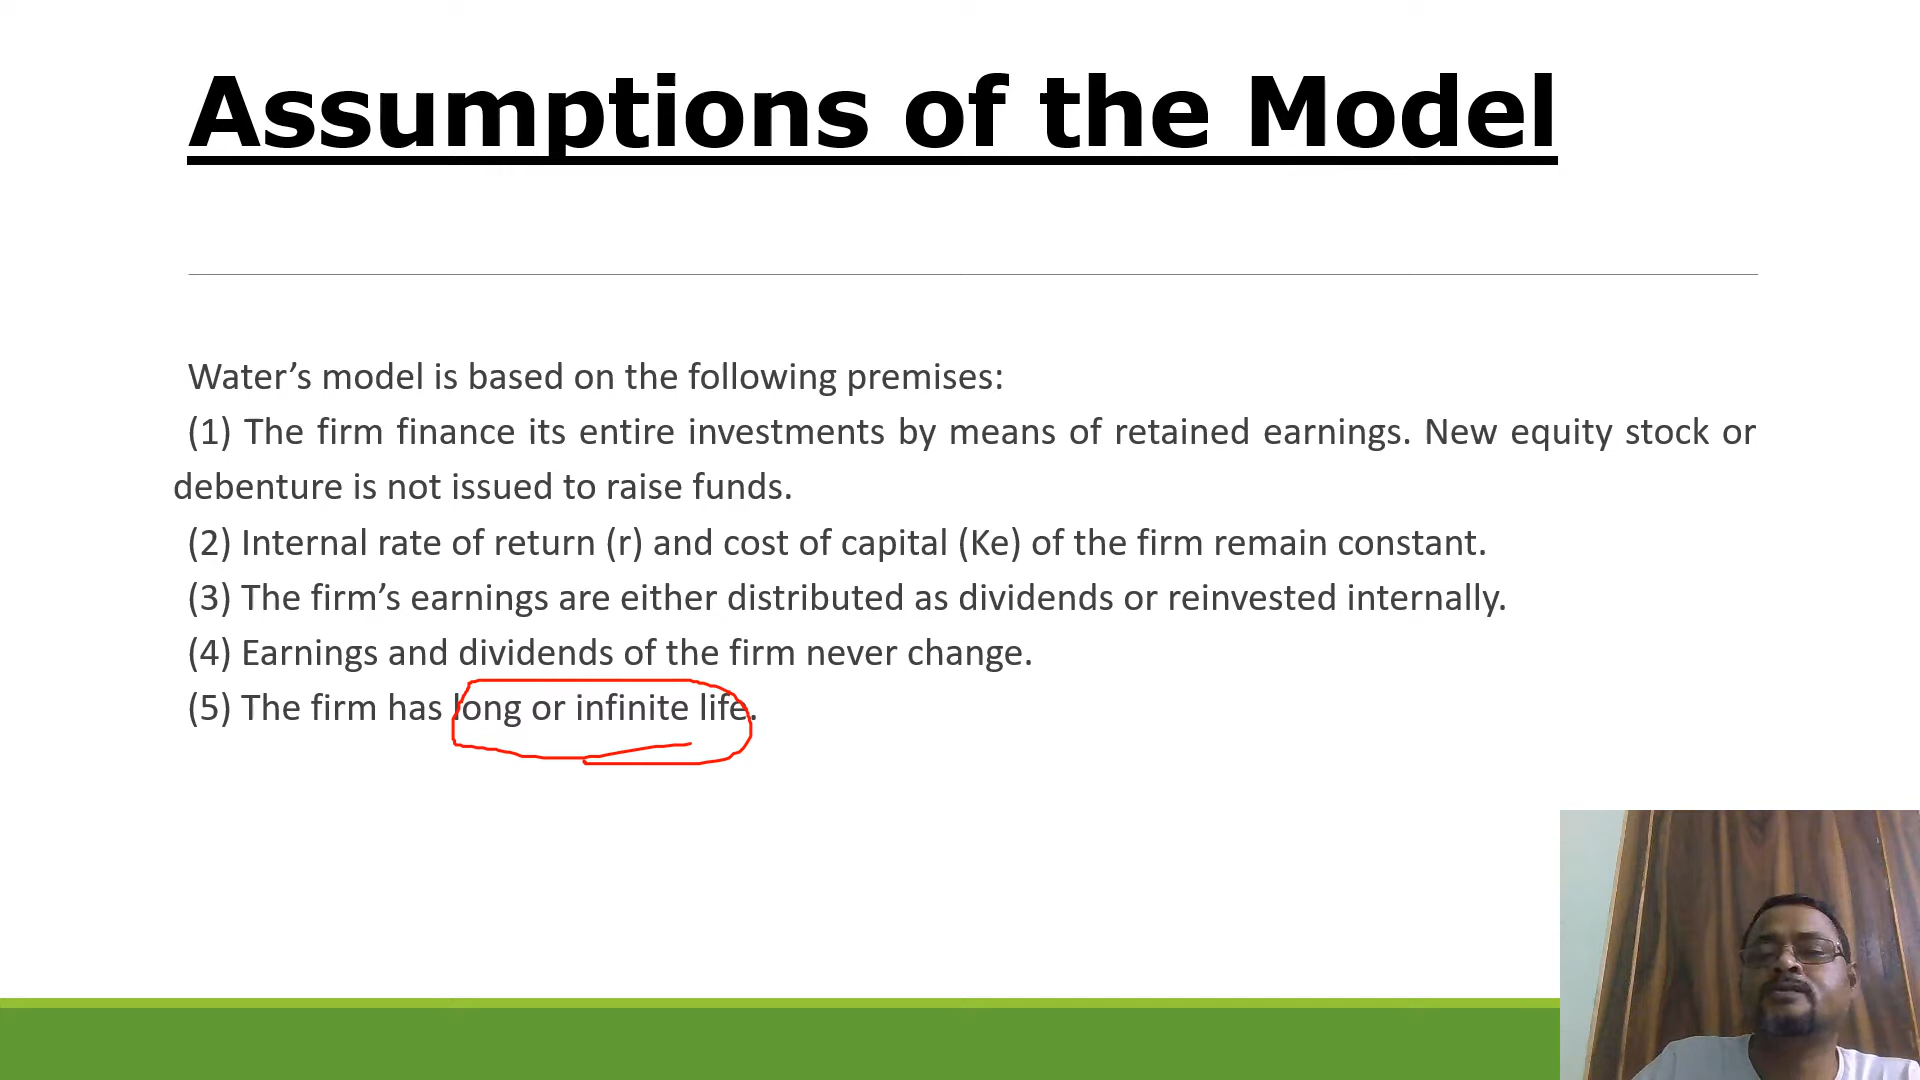 Assumptions of the Model
Water’s model is based on the following premises:
(1) The firm finance its entire investments by means of retained earnings. New equity stock or
debenture is not issued to raise funds.
(2) Internal rate of return (r) and cost of capital (Ke) of the firm remain constant.
(3) The firm’s earnings are either distributed as dividends or reinvested internally.
(4) Earnings and dividends of the firm never change.
(5) The firm has long or infinite life.